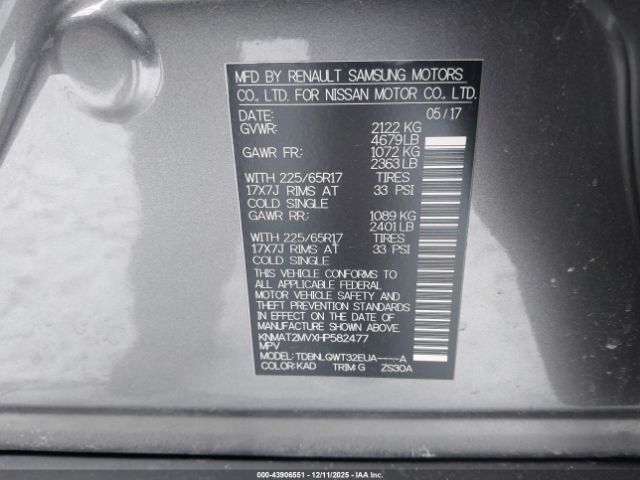 MFD BY RENAULT SAMSUNG MOTORS
CO., LTD. FOR NISSAN MOTOR CO., LTD.
DATE: 05/17
GVWR: 2122 KG
4679 LB
GAWR FR: 1072 KG
2363 LB
WITH 225/65R17 TIRES
17X7J RIMS AT 33 PSI
COLD SINGLE
GAWR RR: 1089 KG
2401 LB
WITH 225/65R17 TIRES
17X7J RIMS AT 33 PSI
COLD SINGLE
THIS VEHICLE CONFORMS TO
ALL APPLICABLE FEDERAL
MOTOR VEHICLE SAFETY AND
THEFT PREVENTION STANDARDS
IN EFFECT ON THE DATE OF
MANUFACTURE SHOWN ABOVE.
KNMAT2MVXHP582477
MPV
MODEL: TDBNLGWT32EUA----A
COLOR: KAD TRIM G ZS30A
000-43906551 - 12/11/2025 - IAAI.COM